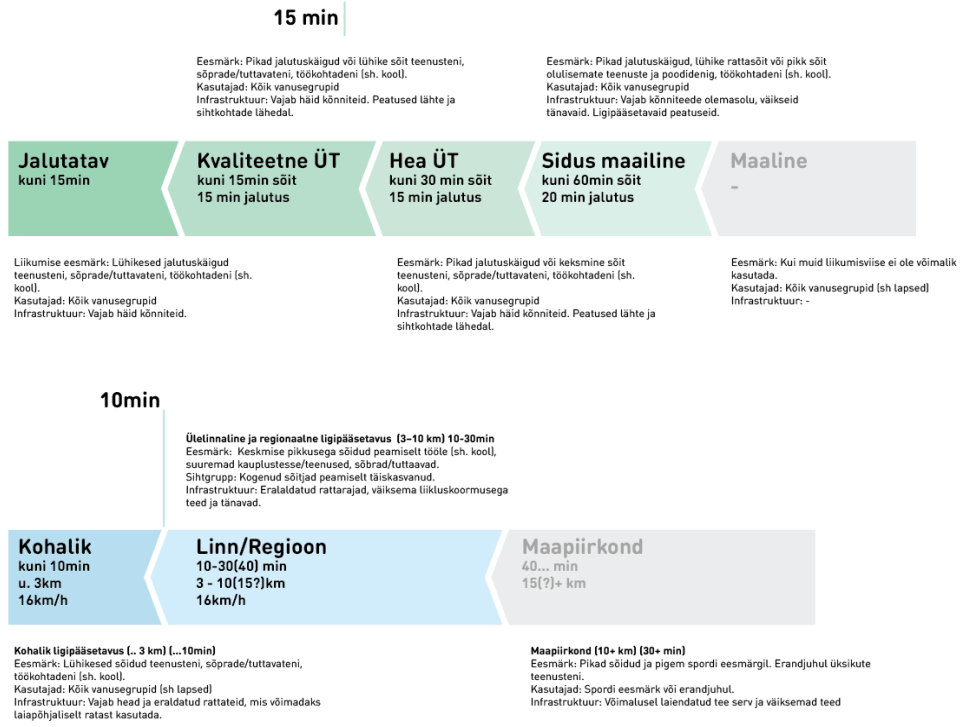 15 min
Eesmärk: Pikad jalutuskäigud või lühike sõit teenusteni,
sõprade/tuttavateni, töökohtadeni (sh. kool).
Kasutajad: Kõik vanusegrupid
Infrastruktuur: Vajab häid kõnniteid. Peatused lähte ja
sihtkohtade lähedal.
Eesmärk: Pikad jalutuskäigud, lühike rattasõit või pikk sõit
olulisemate teenuste ja poodidenig, töökohtadeni (sh. kool).
Kasutajad: Kõik vanusegrupid
Infrastruktuur: Vajab kõnniteede olemasolu, väikseid
tänavaid. Ligipääsetavaid peatuseid.
Jalutatav
kuni 15min
Kvaliteetne ÜT
kuni 15min sõit
15 min jalutus
Hea ÜT
kuni 30 min sõit
15 min jalutus
Sidus maailine
kuni 60min sõit
20 min jalutus
Maaline
-
Liikumise eesmärk: Lühikesed jalutuskäigud
teenusteni, sõprade/tuttavateni, töökohtadeni (sh.
kool).
Kasutajad: Kõik vanusegrupid
Infrastruktuur: Vajab häid kõnniteid.
Eesmärk: Pikad jalutuskäigud või keksmine sõit
teenusteni, sõprade/tuttavateni, töökohtadeni (sh.
kool).
Kasutajad: Kõik vanusegrupid
Infrastruktuur: Vajab häid kõnniteid. Peatused lähte ja
sihtkohtade lähedal.
Eesmärk: Kui muid liikumisviise ei ole võimalik
kasutada.
Kasutajad: Kõik vanusegrupid (sh lapsed)
Infrastruktuur: -
10min
Ülelinnaline ja regionaalne ligipääsetavus (3–10 km) 10-30min
Eesmärk: Keskmise pikkusega sõidud peamiselt tööle (sh. kool),
suuremad kauplustesse/teenused, sõbrad/tuttaavad.
Sihtgrupp: Kogenud sõitjad peamiselt täiskasvanud.
Infrastruktuur: Eralaldatud rattarajad, väiksema liikluskoormusega
teed ja tänavad.
Kohalik
kuni 10min
u. 3km
16km/h
Linn/Regioon
10-30(40) min
3 - 10(15?)km
16km/h
Maapiirkond
40... min
15(?)+ km
Kohalik ligipääsetavus (.. 3 km) (...10min)
Eesmärk: Lühikesed sõidud teenusteni, sõprade/tuttavateni,
töökohtadeni (sh. kool).
Kasutajad: Kõik vanusegrupid (sh lapsed)
Infrastruktuur: Vajab head ja eraldatud rattateid, mis võimadaks
laiapõhjaliselt ratast kasutada.
Maapiirkond (10+ km) (30+ min)
Eesmärk: Pikad sõidud ja pigem spordi eesmärgil. Erandjuhul üksikute
teenusteni.
Kasutajad: Spordi eesmärk või erandjuhul.
Infrastruktuur: Võimalusel laiendatud tee serv ja väiksemad teed